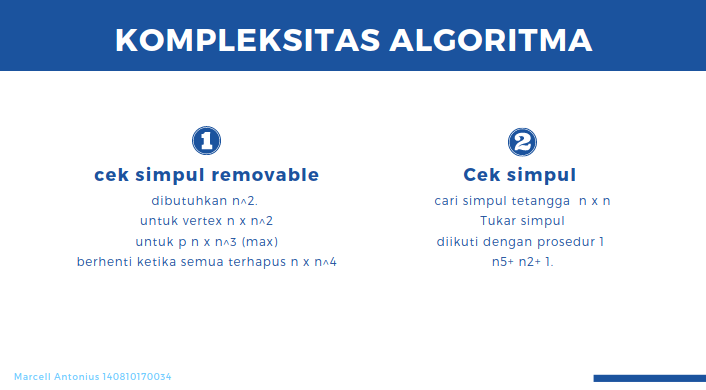 KOMPLEKSITAS ALGORITMA
1
cek simpul removable
dibutuhkan n^2.
untuk vertex n x n^2
untuk p n x n^3 (max)
berhenti ketika semua terhapus n x n^4
2
Cek simpul
cari simpul tetangga n x n
Tukar simpul
diikuti dengan prosedur 1
n5+ n2+ 1.
Marcell Antonius 140810170034